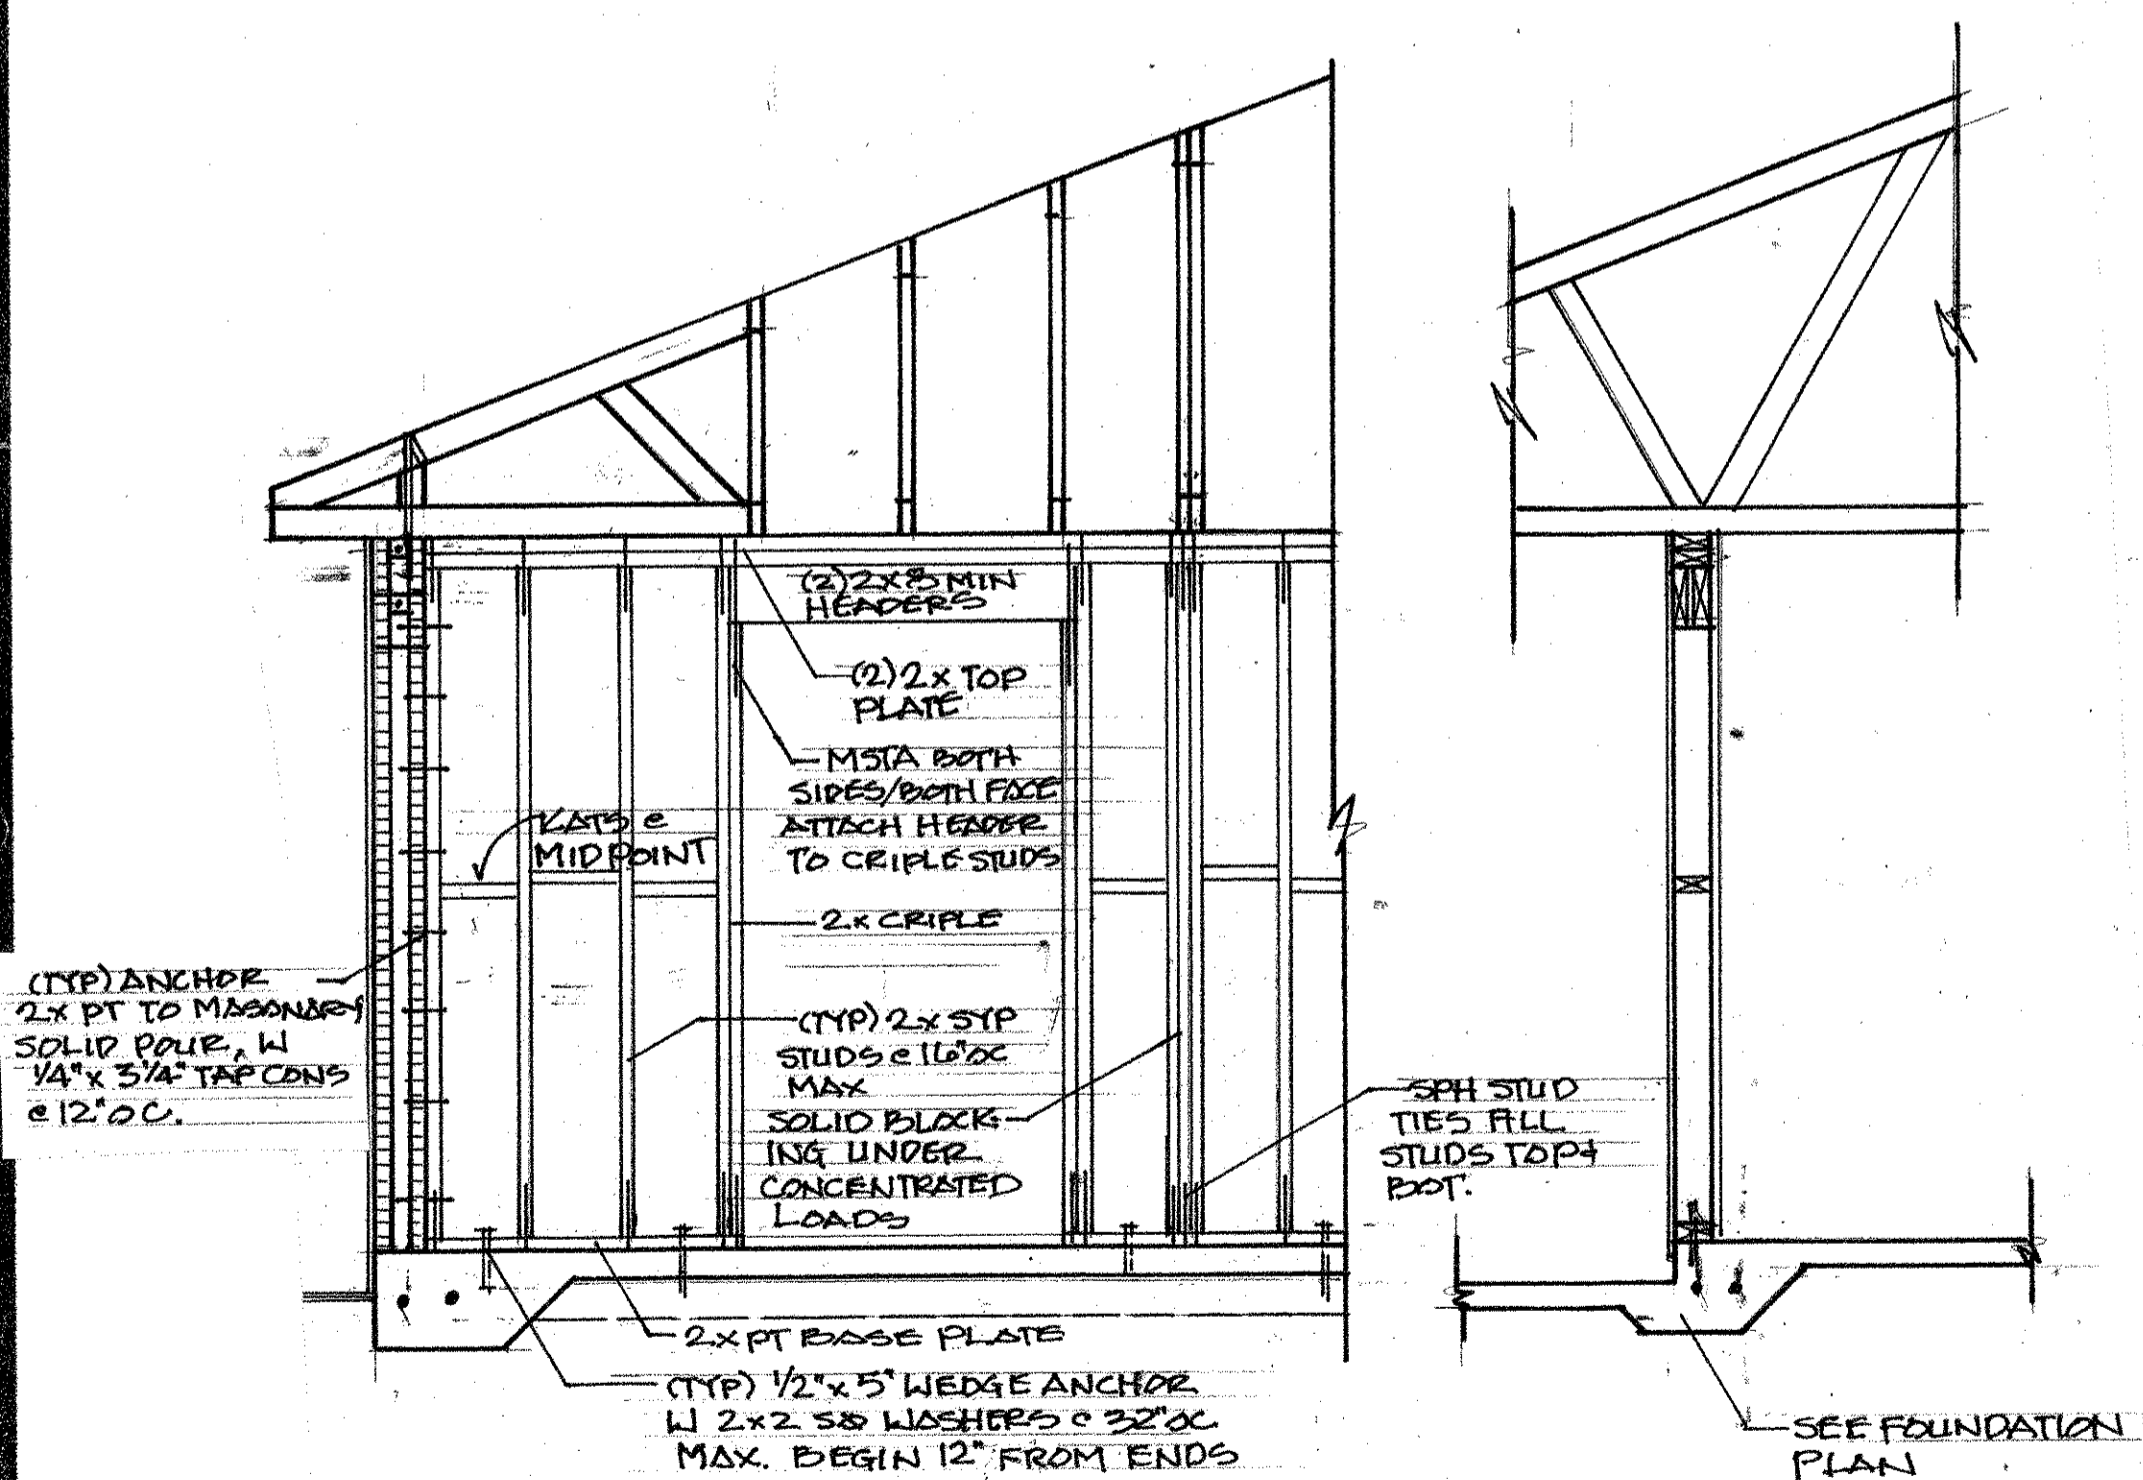 (2) 2X8 MIN
HEADERS
(2) 2X TOP
PLATE
MSTA BOTH
SIDES/BOTH FACE
ATTACH HEADER
TO CRIPLE STUDS
KATS @
MIDPOINT
2X CRIPLE
(TYP) ANCHOR
2X PT TO MASONARY
SOLID POUR, W
1/4" X 3 1/4" TAPCONS
@ 12" OC.
(TYP) 2X SYP
STUDS @ 16" OC
MAX
SOLID BLOCK-
ING UNDER
CONCENTRATED
LOADS
SPH STUD
TIES ALL
STUDS TOP &
BOT.
2X PT BASE PLATE
(TYP) 1/2" X 5" WEDGE ANCHOR
W 2X2 SQ WASHERS @ 32" OC
MAX. BEGIN 12" FROM ENDS
SEE FOUNDATION
PLAN